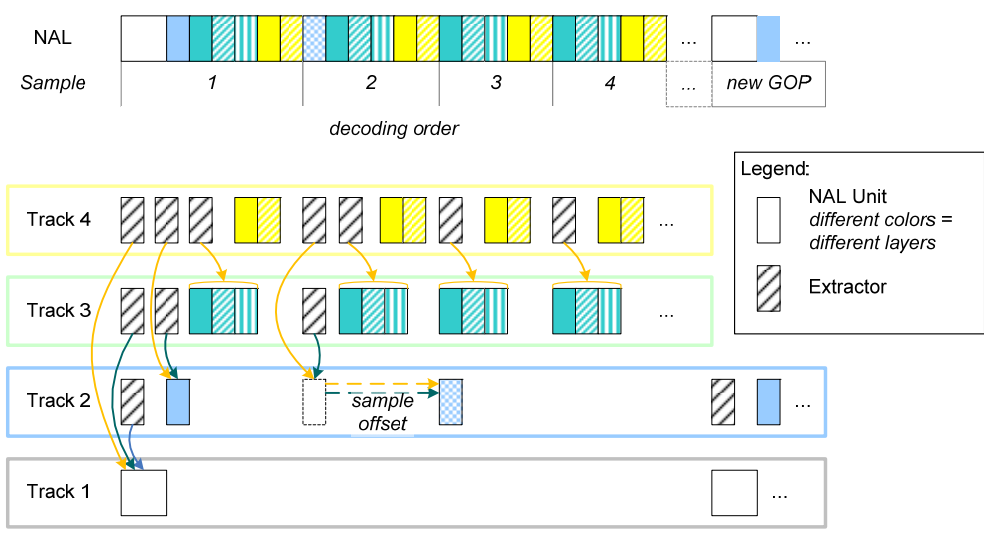 NAL
... ...
Sample 1 2 3 4 ... new GOP
decoding order
Legend:
NAL Unit
different colors =
different layers
Extractor
Track 4 ...
Track 3 ...
Track 2 sample ...
offset
Track 1 ...